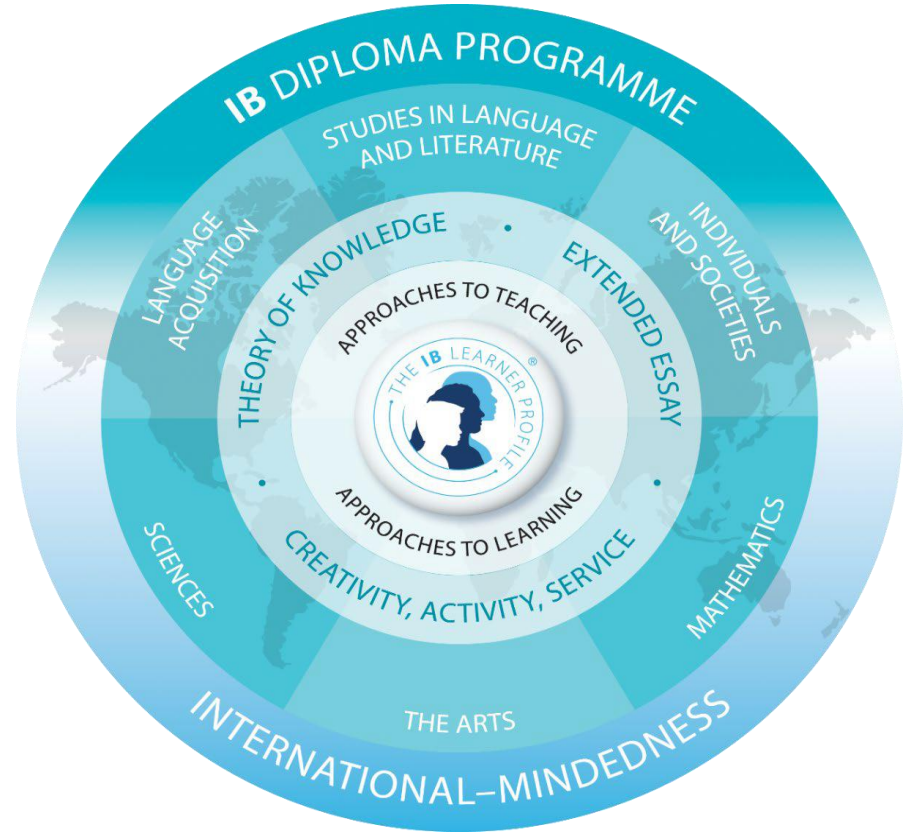 IB DIPLOMA PROGRAMME
STUDIES IN LANGUAGE
AND LITERATURE
LANGUAGE
ACQUISITION
INDIVIDUALS
AND SOCIETIES
THEORY OF KNOWLEDGE
•
EXTENDED ESSAY
APPROACHES TO TEACHING
THE IB LEARNER PROFILE ®
APPROACHES TO LEARNING
•
CREATIVITY, ACTIVITY, SERVICE
•
SCIENCES
MATHEMATICS
THE ARTS
INTERNATIONAL–MINDEDNESS